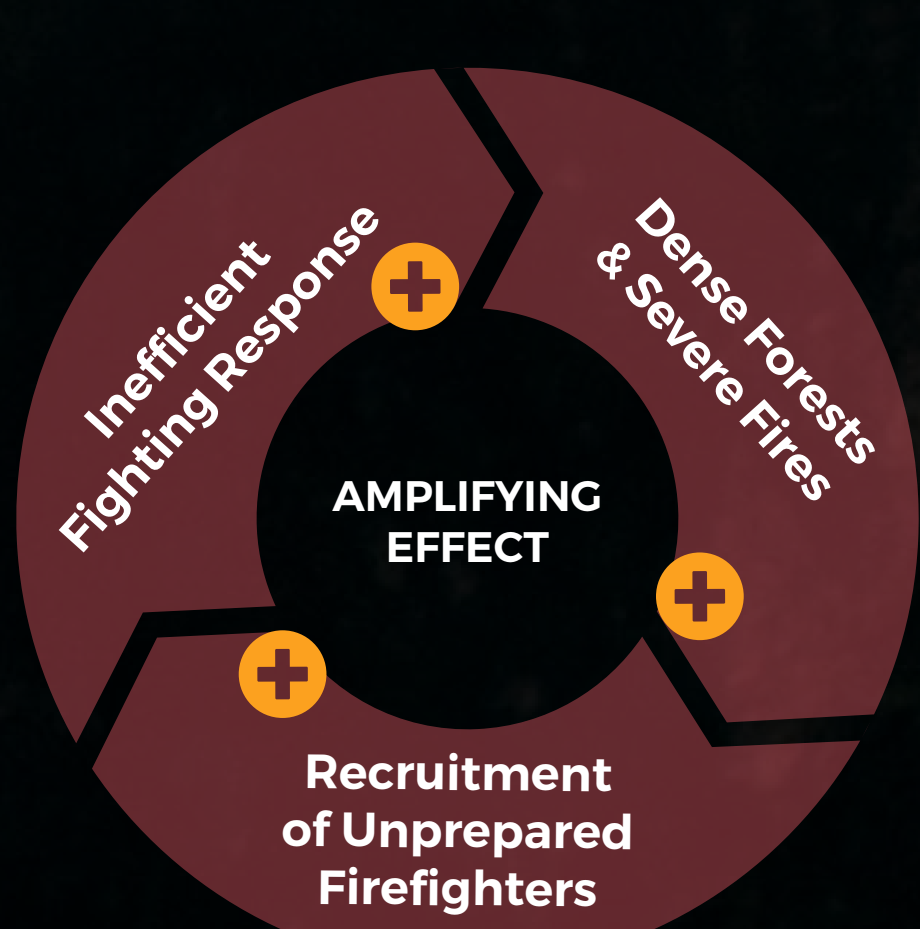 Inefficient
Fighting Response
Dense Forests
& Severe Fires
AMPLIFYING
EFFECT
Recruitment
of Unprepared
Firefighters